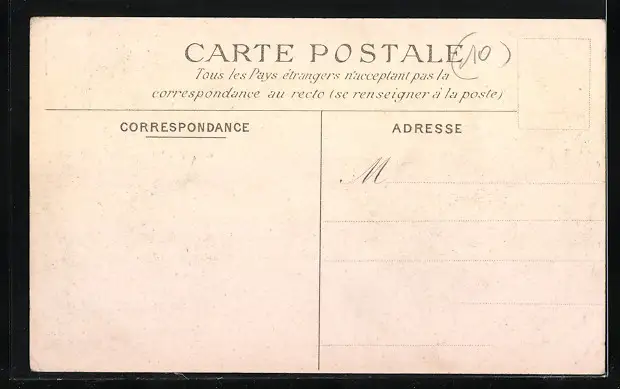 CARTE POSTALE (10)
Tous les Pays étrangers n'acceptant pas la
correspondance au recto (se renseigner à la poste)
CORRESPONDANCE
ADRESSE
M